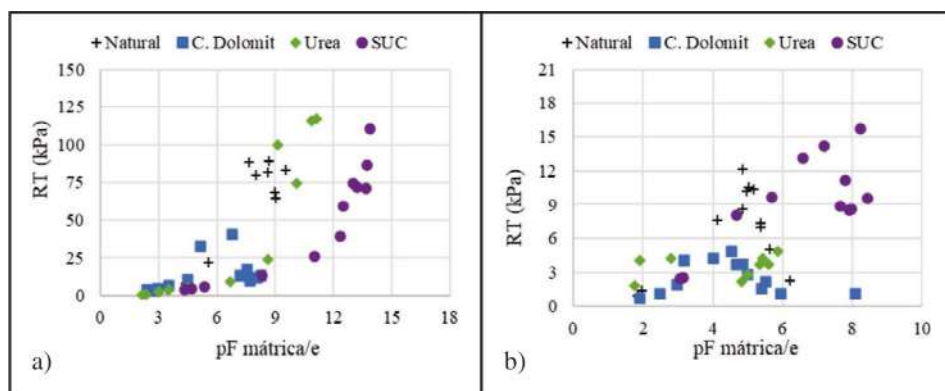 Natural C. Dolomit Urea SUC
150
125
100
75
50
25
0
RT (kPa)
0 3 6 9 12 15 18
pF mátrica/e
a)
Natural C. Dolomit Urea SUC
21
18
15
12
9
6
3
0
RT (kPa)
0 2 4 6 8 10
pF mátrica/e
b)